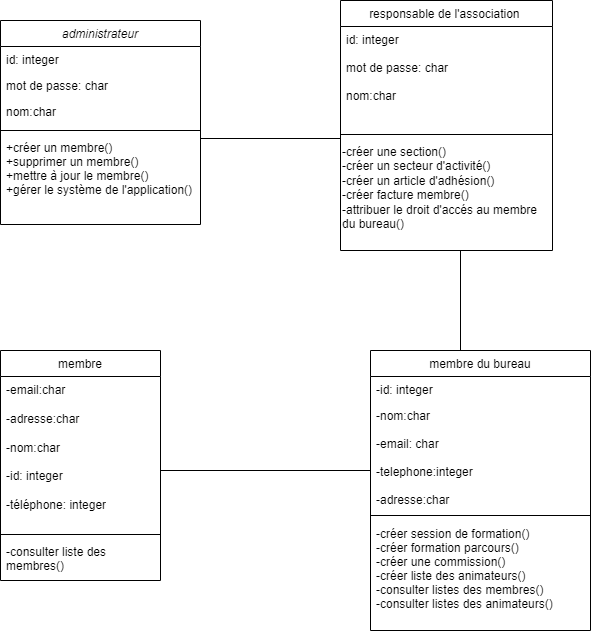 administrateur
id: integer
mot de passe: char
nom:char
+créer un membre()
+supprimer un membre()
+mettre à jour le membre()
+gérer le système de l'application()
responsable de l'association
id: integer
mot de passe: char
nom:char
-créer une section()
-créer un secteur d'activité()
-créer un article d'adhésion()
-créer facture membre()
-attribuer le droit d'accés au membre
du bureau()
membre
-email:char
-adresse:char
-nom:char
-id: integer
-téléphone: integer
-consulter liste des
membres()
membre du bureau
-id: integer
-nom:char
-email: char
-telephone:integer
-adresse:char
-créer session de formation()
-créer formation parcours()
-créer une commission()
-créer liste des animateurs()
-consulter listes des membres()
-consulter listes des animateurs()